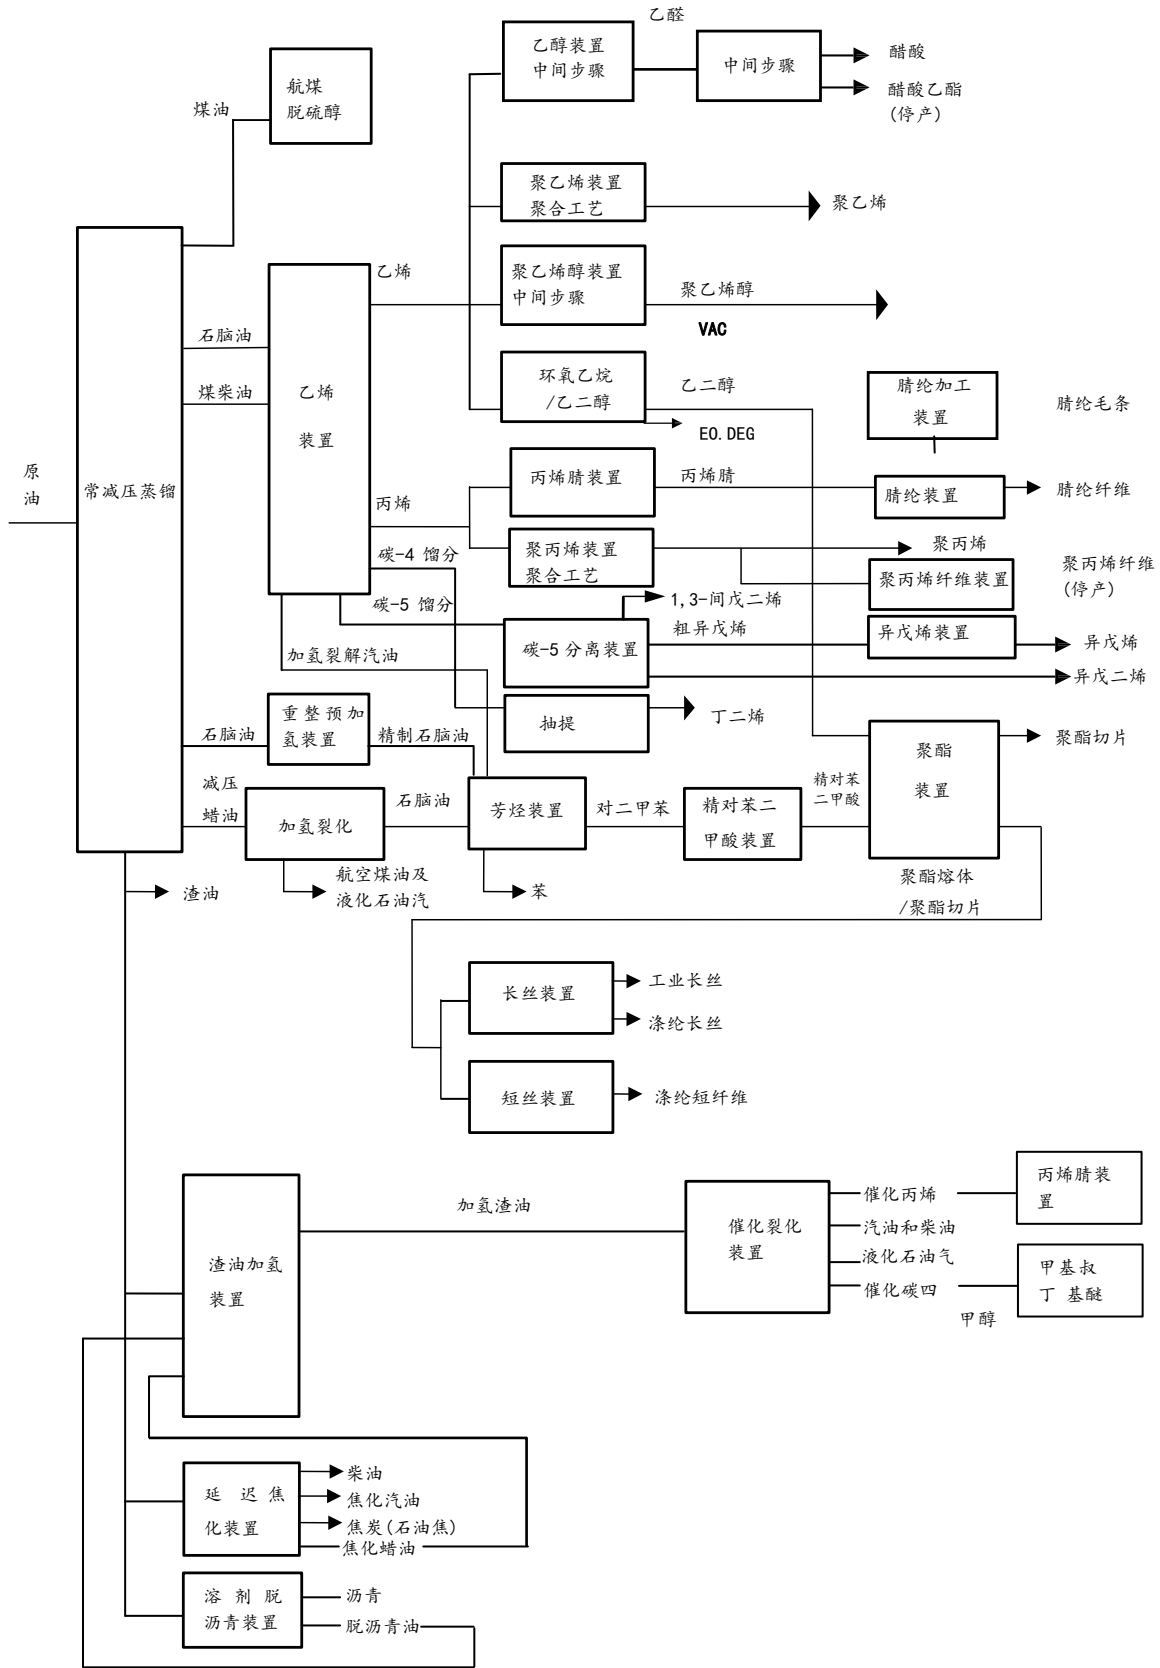 乙醛
乙醇装置
中间步骤
中间步骤
醋酸
醋酸乙酯
(停产)
航煤
脱硫醇
煤油
聚乙烯装置
聚合工艺
聚乙烯
乙烯
聚乙烯醇装置
中间步骤
聚乙烯醇
VAC
石脑油
煤柴油
乙烯
装置
环氧乙烷
/乙二醇
乙二醇
EO.DEG
腈纶加工
装置
腈纶毛条
原
油
常减压蒸馏
丙烯
丙烯腈装置
丙烯腈
腈纶装置
腈纶纤维
碳-4 馏分
聚丙烯装置
聚合工艺
聚丙烯
聚丙烯纤维装置
聚丙烯纤维
(停产)
碳-5 馏分
1,3-间戊二烯
粗异戊烯
碳-5分离装置
异戊烯装置
异戊烯
异戊二烯
加氢裂解汽油
抽提
丁二烯
石脑油
重整预加
氢装置
精制石脑油
聚酯
装置
聚酯切片
减压
蜡油
加氢裂化
石脑油
芳烃装置
对二甲苯
精对苯二
甲酸装置
精对苯
二甲酸
渣油
航空煤油及
液化石油汽
苯
聚酯熔体
/聚酯切片
长丝装置
工业长丝
涤纶长丝
短丝装置
涤纶短纤维
渣油加氢
装置
加氢渣油
催化裂化
装置
催化丙烯
汽油和柴油
液化石油气
催化碳四
丙烯腈装
置
甲基叔
丁 基醚
甲醇
延 迟 焦
化装置
柴油
焦化汽油
焦炭(石油焦)
焦化蜡油
溶 剂 脱
沥青装置
沥青
脱沥青油